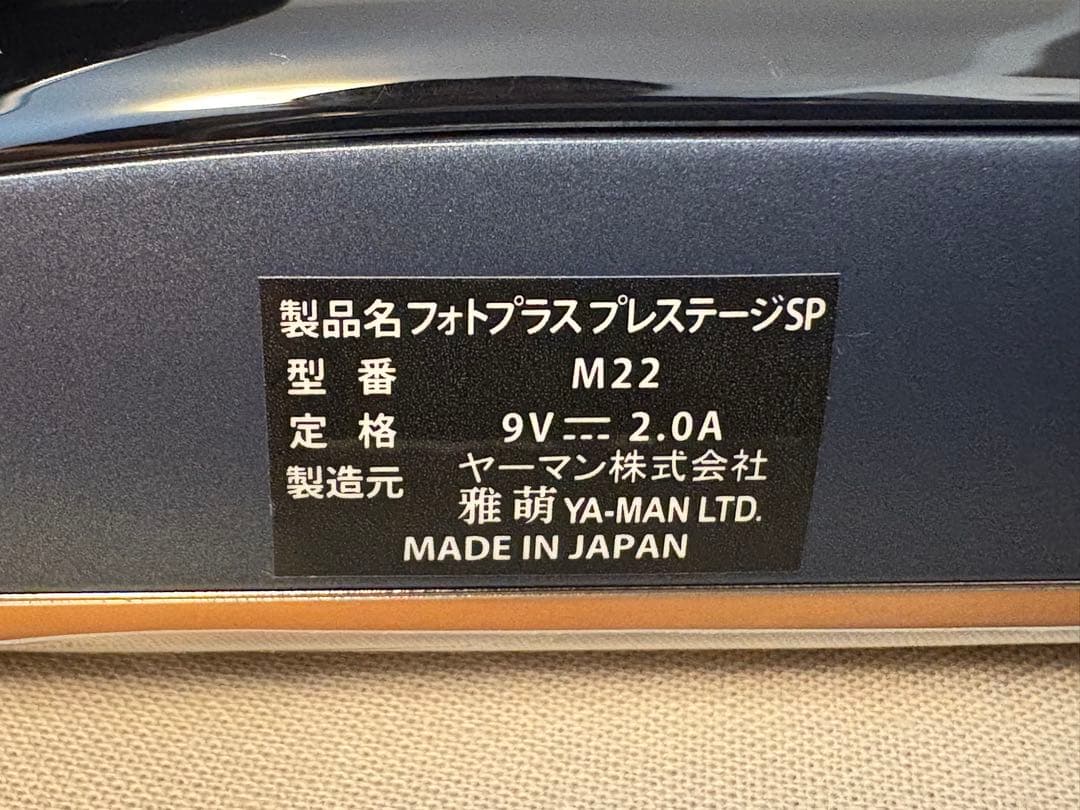 製品名フォトプラス プレステージSP
型番 M22
定格 9V⎓2.0A
製造元 ヤーマン株式会社
雅萌 YA-MAN LTD.
MADE IN JAPAN